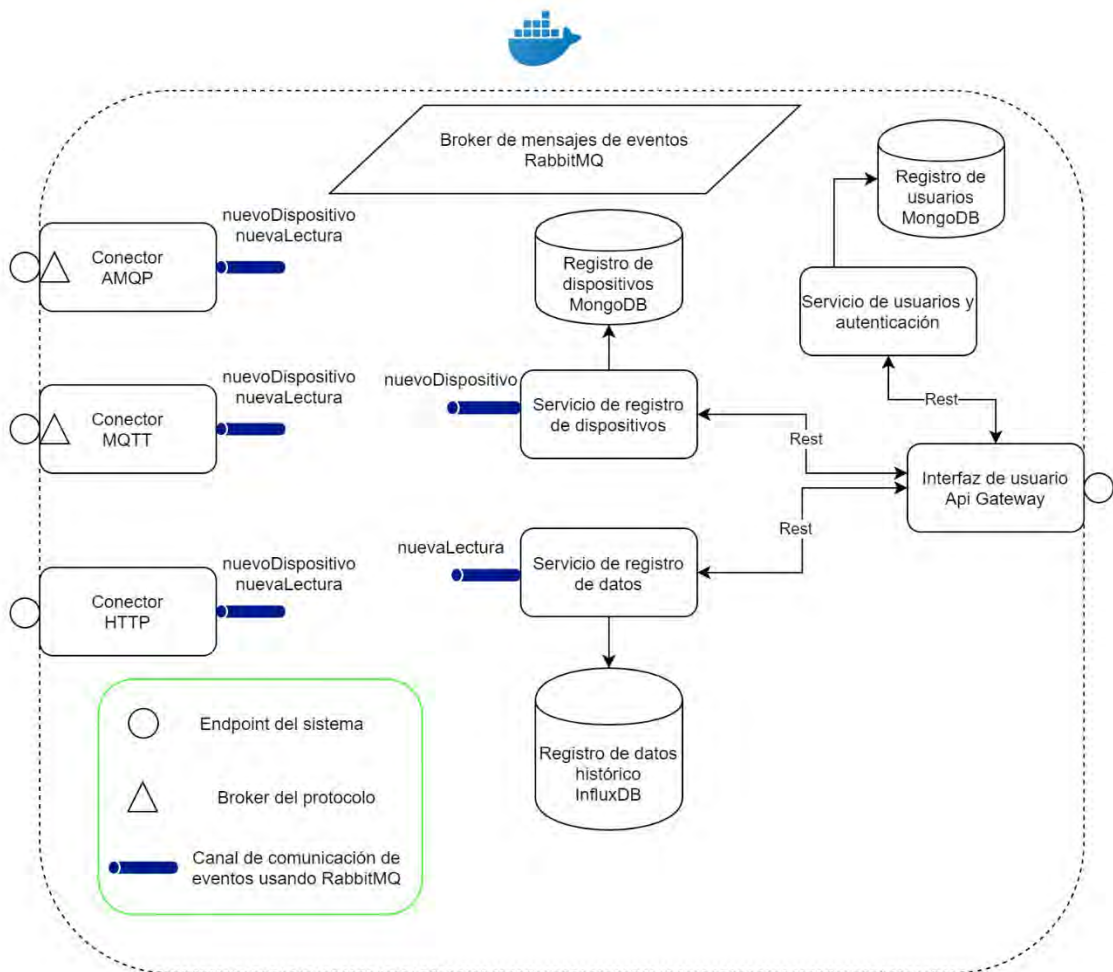 Broker de mensajes de eventos
RabbitMQ
Registro de
usuarios
MongoDB
nuevoDispositivo
nuevaLectura
Conector
AMQP
Registro de
dispositivos
MongoDB
Servicio de usuarios y
autenticación
nuevoDispositivo
nuevaLectura
Conector
MQTT
nuevoDispositivo
Servicio de registro
de dispositivos
Rest
Rest
Interfaz de usuario
Api Gateway
Rest
nuevaLectura
Servicio de registro
de datos
nuevoDispositivo
nuevaLectura
Conector
HTTP
Registro de datos
histórico
InfluxDB
Endpoint del sistema
Broker del protocolo
Canal de comunicación de
eventos usando RabbitMQ